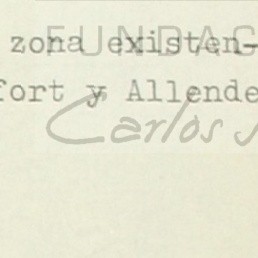 FUNDAC
zona existen-
fort y Allende
Carlos